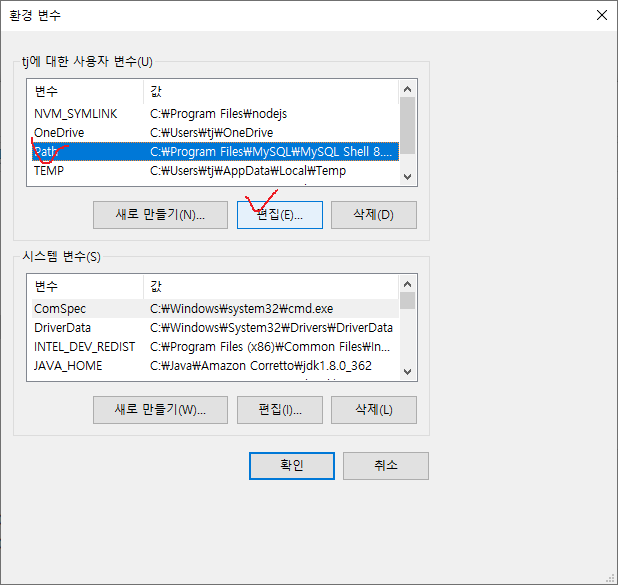 환경 변수
tj에 대한 사용자 변수(U)
변수 값
NVM_SYMLINK C:₩Program Files₩nodejs
OneDrive C:₩Users₩tj₩OneDrive
Path C:₩Program Files₩MySQL₩MySQL Shell 8....
TEMP C:₩Users₩tj₩AppData₩Local₩Temp
새로 만들기(N)... 편집(E)... 삭제(D)
시스템 변수(S)
변수 값
ComSpec C:₩Windows₩system32₩cmd.exe
DriverData C:₩Windows₩System32₩Drivers₩DriverData
INTEL_DEV_REDIST C:₩Program Files (x86)₩Common Files₩In...
JAVA_HOME C:₩Java₩Amazon Corretto₩jdk1.8.0_362
새로 만들기(W)... 편집(I)... 삭제(L)
확인 취소